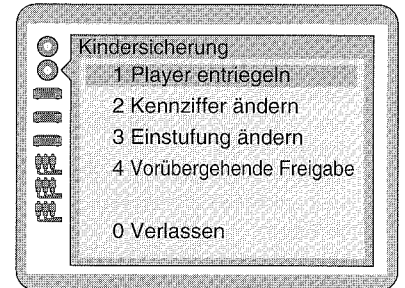 Kindersicherung
1 Player entriegeln
2 Kennziffer ändern
3 Einstufung ändern
4 Vorübergehende Freigabe
0 Verlassen